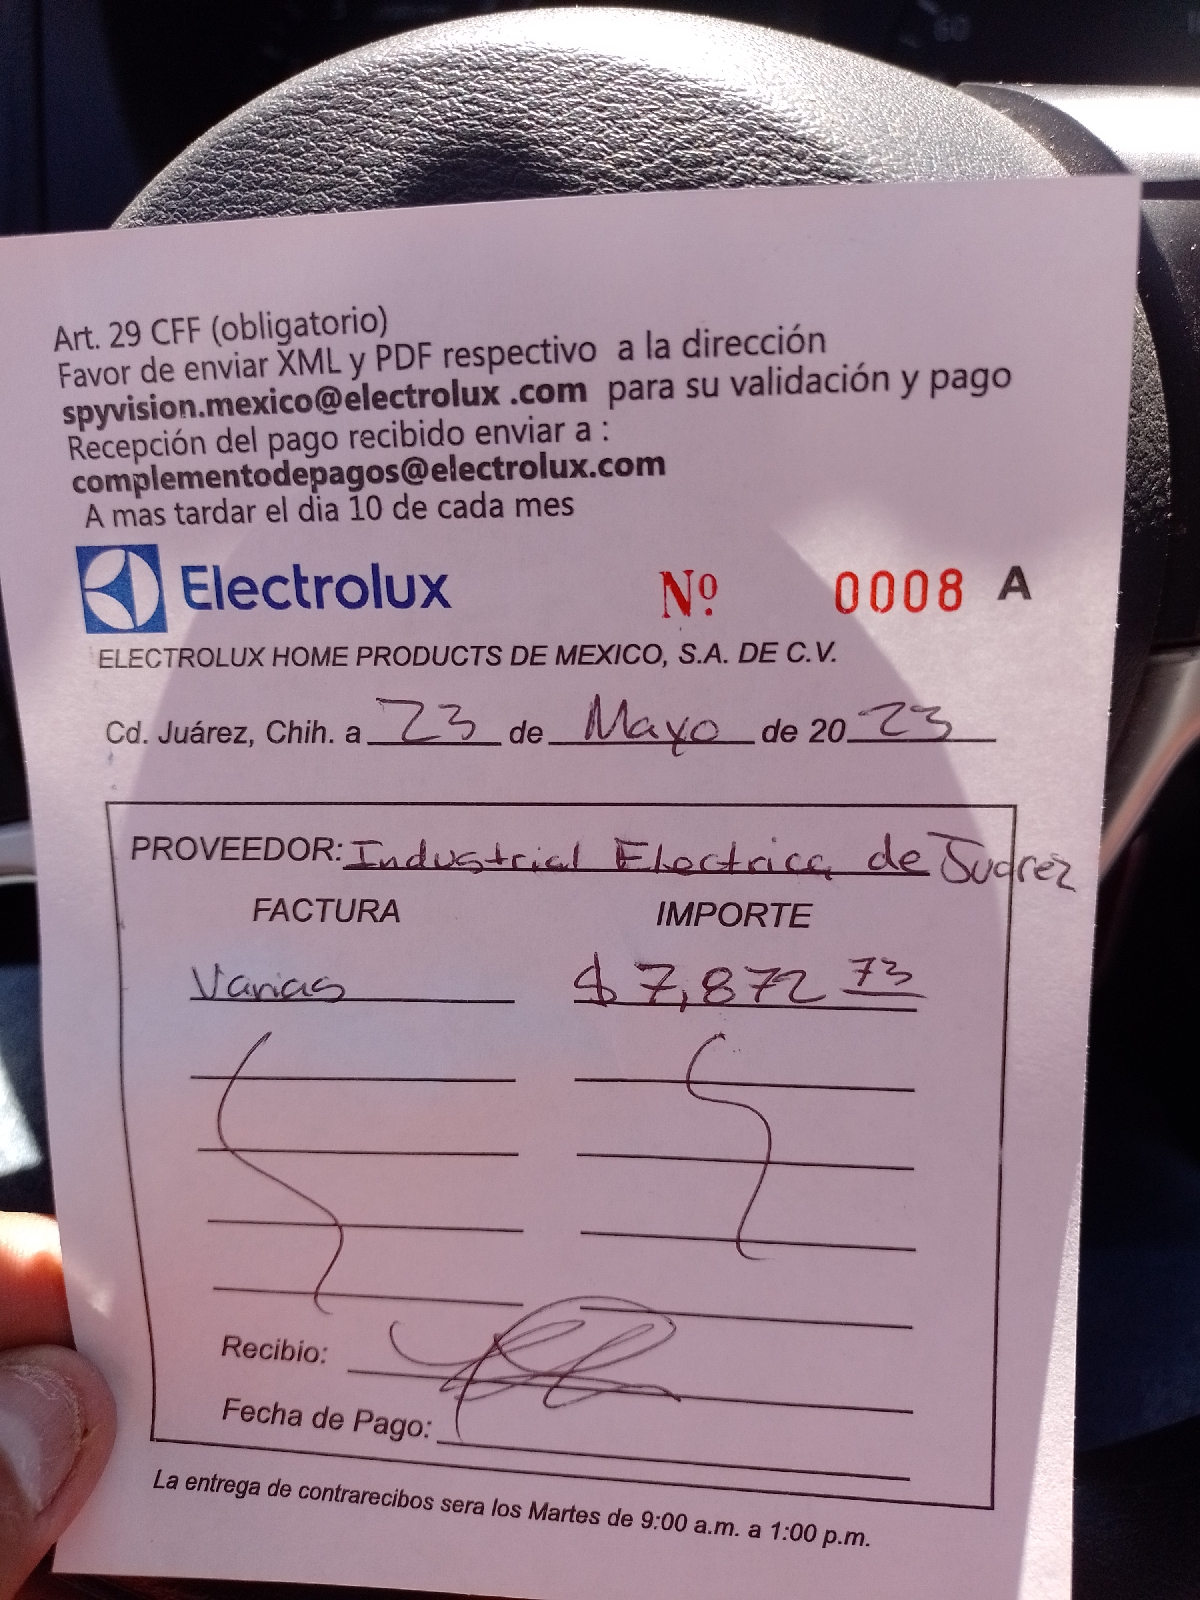 Art. 29 CFF (obligatorio)
Favor de enviar XML y PDF respectivo a la dirección
spyvision.mexico@electrolux .com para su validación y pago
Recepción del pago recibido enviar a :
complementodepagos@electrolux.com
A mas tardar el dia 10 de cada mes
Electrolux Nº 0008 A
ELECTROLUX HOME PRODUCTS DE MEXICO, S.A. DE C.V.
Cd. Juárez, Chih. a 23 de Mayo de 2023
PROVEEDOR: Industrial Electrica de Juarez
FACTURA IMPORTE
Varias $7,872 73
Recibio:
Fecha de Pago:
La entrega de contrarecibos sera los Martes de 9:00 a.m. a 1:00 p.m.